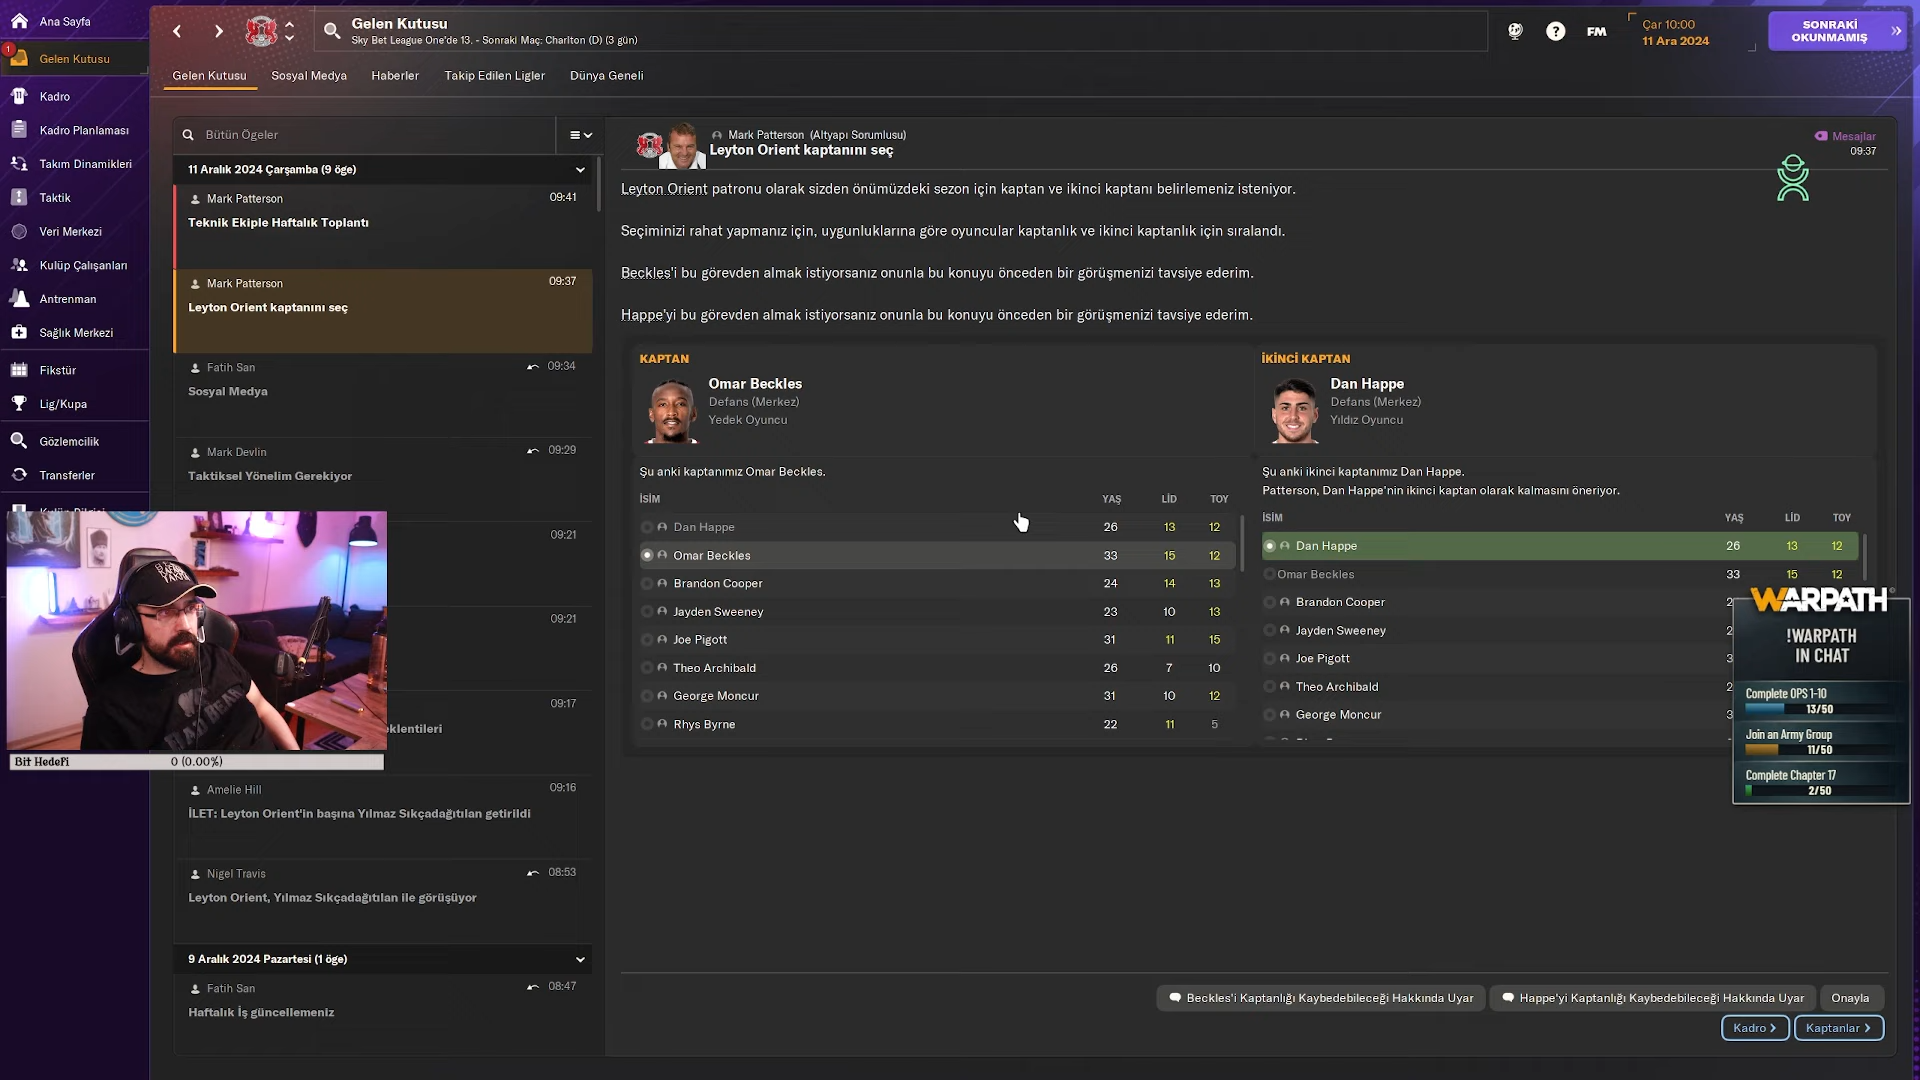 Ana Sayfa
1
Gelen Kutusu
Kadro
Kadro Planlaması
Takım Dinamikleri
Taktik
Veri Merkezi
Kulüp Çalışanları
Antrenman
Sağlık Merkezi
Fikstür
Lig/Kupa
Gözlemcilik
Transferler
Gelen Kutusu
Sky Bet League One'de 13. - Sonraki Maç: Charlton (D) (3 gün)
FM
Çar 10:00
11 Ara 2024
SONRAKİ
OKUNMAMIŞ
Gelen Kutusu
Sosyal Medya
Haberler
Takip Edilen Ligler
Dünya Geneli
Bütün Ögeler
11 Aralık 2024 Çarşamba (9 öge)
Mark Patterson 09:41
Teknik Ekiple Haftalık Toplantı
Mark Patterson 09:37
Leyton Orient kaptanını seç
Fatih San 09:34
Sosyal Medya
Mark Devlin 09:29
Taktiksel Yönelim Gerekiyor
09:21
09:21
09:17
Amelie Hill 09:16
İLET: Leyton Orient'in başına Yılmaz Sıkçadağıtılan getirildi
Nigel Travis 08:53
Leyton Orient, Yılmaz Sıkçadağıtılan ile görüşüyor
9 Aralık 2024 Pazartesi (1 öge)
Fatih San 08:47
Haftalık İş güncellemeniz
Bit Hedefi 0 (0.00%)
Mark Patterson (Altyapı Sorumlusu)
Leyton Orient kaptanını seç
Mesajlar
09:37
Leyton Orient patronu olarak sizden önümüzdeki sezon için kaptan ve ikinci kaptanı belirlemeniz isteniyor.
Seçiminizi rahat yapmanız için, uygunluklarına göre oyuncular kaptanlık ve ikinci kaptanlık için sıralandı.
Beckles'i bu görevden almak istiyorsanız onunla bu konuyu önceden bir görüşmenizi tavsiye ederim.
Happe'yi bu görevden almak istiyorsanız onunla bu konuyu önceden bir görüşmenizi tavsiye ederim.
KAPTAN
Omar Beckles
Defans (Merkez)
Yedek Oyuncu
Şu anki kaptanımız Omar Beckles.
İSİM YAŞ LİD TOY
Dan Happe 26 13 12
Omar Beckles 33 15 12
Brandon Cooper 24 14 13
Jayden Sweeney 23 10 13
Joe Pigott 31 11 15
Theo Archibald 26 7 10
George Moncur 31 10 12
Rhys Byrne 22 11 5
İKİNCİ KAPTAN
Dan Happe
Defans (Merkez)
Yıldız Oyuncu
Şu anki ikinci kaptanımız Dan Happe.
Patterson, Dan Happe'nin ikinci kaptan olarak kalmasını öneriyor.
İSİM YAŞ LİD TOY
Dan Happe 26 13 12
Omar Beckles 33 15 12
Brandon Cooper
Jayden Sweeney
Joe Pigott
Theo Archibald
George Moncur
WARPATH
!WARPATH
IN CHAT
Complete OPS 1-10
13/50
Join an Army Group
11/50
Complete Chapter 17
2/50
Beckles'i Kaptanlığı Kaybedebileceği Hakkında Uyar
Happe'yi Kaptanlığı Kaybedebileceği Hakkında Uyar
Onayla
Kadro
Kaptanlar